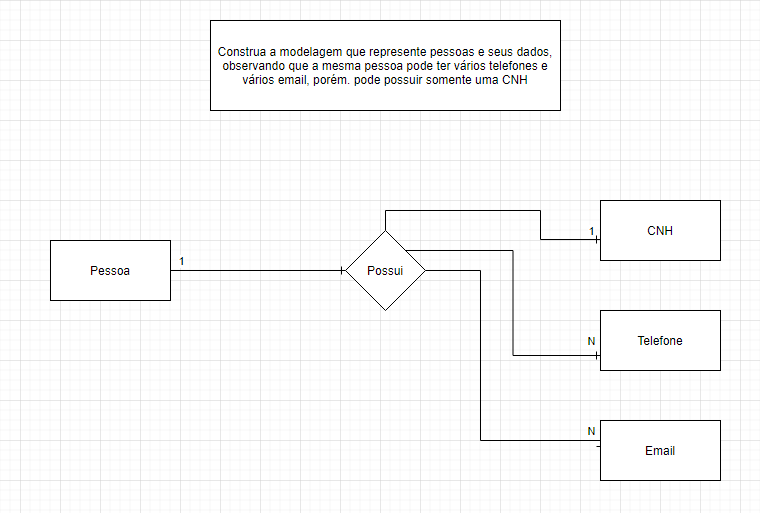 Construa a modelagem que represente pessoas e seus dados,
observando que a mesma pessoa pode ter vários telefones e
vários email, porém. pode possuir somente uma CNH
1
CNH
1
Pessoa
Possui
N
Telefone
N
Email